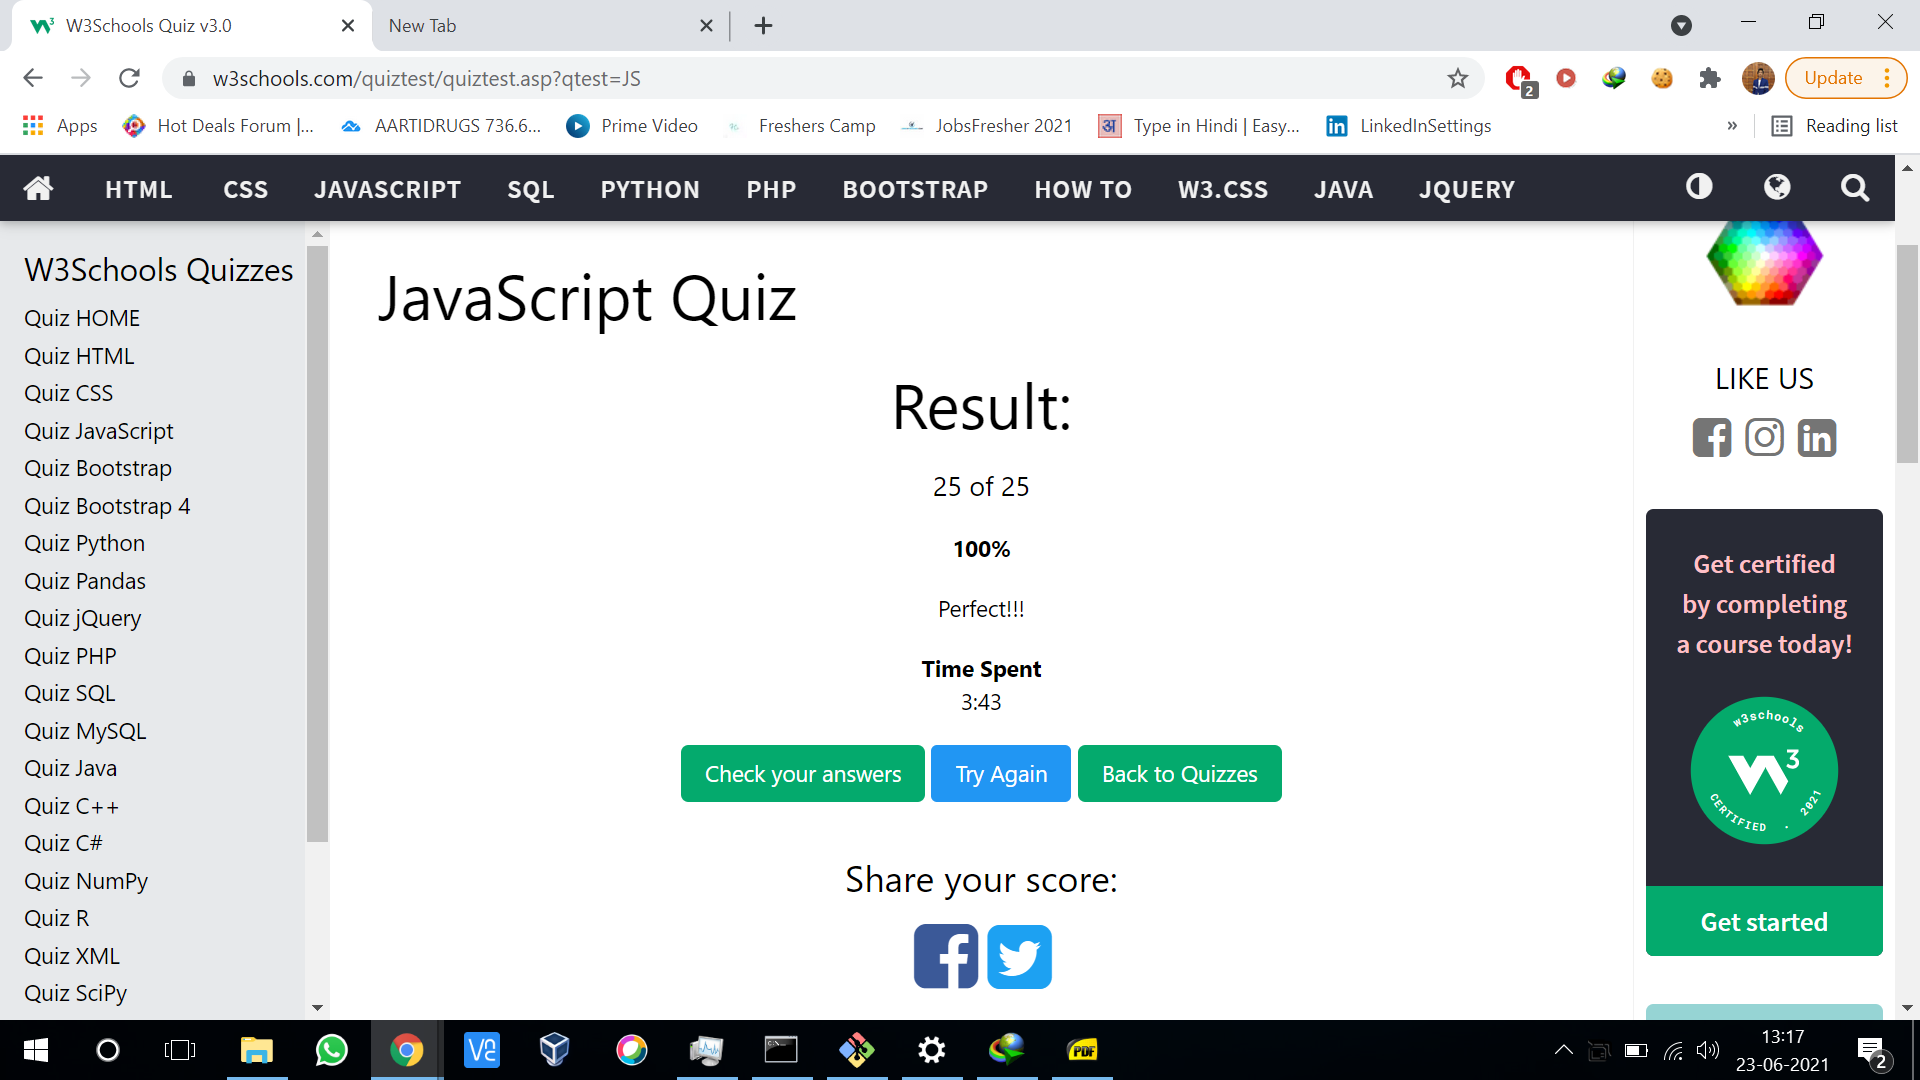 W3Schools Quiz v3.0
New Tab
w3schools.com/quiztest/quiztest.asp?qtest=JS
2
Update
Apps
Hot Deals Forum |...
AARTIDRUGS 736.6...
Prime Video
Freshers Camp
JobsFresher 2021
अ
Type in Hindi | Easy...
in
LinkedInSettings
»
Reading list
HTML
CSS
JAVASCRIPT
SQL
PYTHON
PHP
BOOTSTRAP
HOW TO
W3.CSS
JAVA
JQUERY
W3Schools Quizzes
Quiz HOME
Quiz HTML
Quiz CSS
Quiz JavaScript
Quiz Bootstrap
Quiz Bootstrap 4
Quiz Python
Quiz Pandas
Quiz jQuery
Quiz PHP
Quiz SQL
Quiz MySQL
Quiz Java
Quiz C++
Quiz C#
Quiz NumPy
Quiz R
Quiz XML
Quiz SciPy
JavaScript Quiz
Result:
25 of 25
100%
Perfect!!!
Time Spent
3:43
Check your answers
Try Again
Back to Quizzes
Share your score:
LIKE US
Get certified
by completing
a course today!
w3schools
3
CERTIFIED . 2021
Get started
PDF
13:17
23-06-2021
2